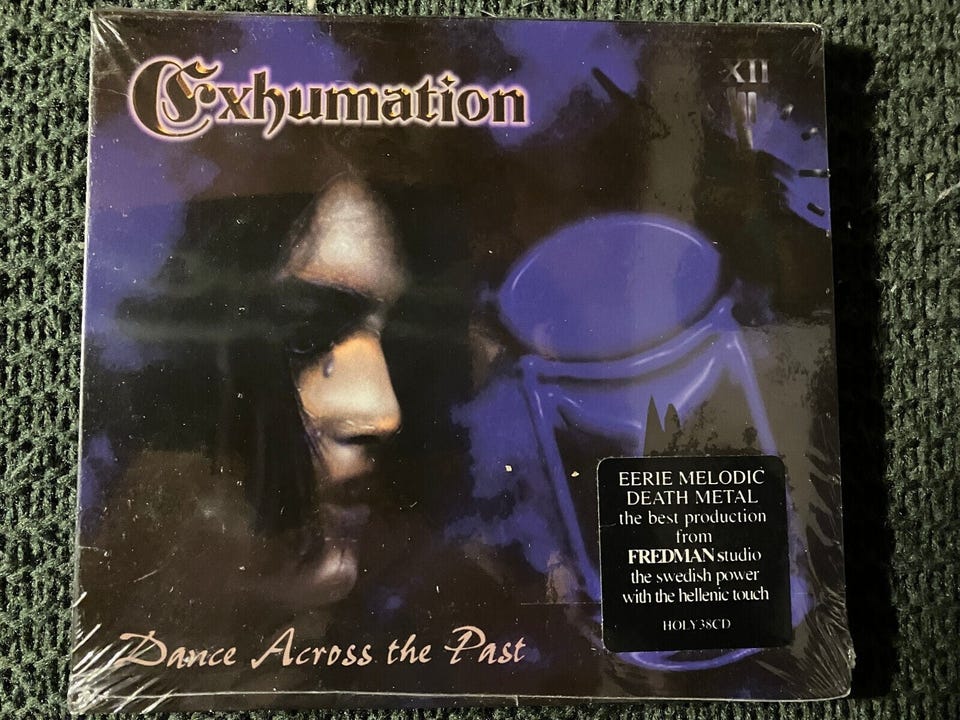 Exhumation
XII
EERIE MELODIC
DEATH METAL
the best production
from
FREDMAN studio
the swedish power
with the hellenic touch
HOLY38CD
Dance Across the Past